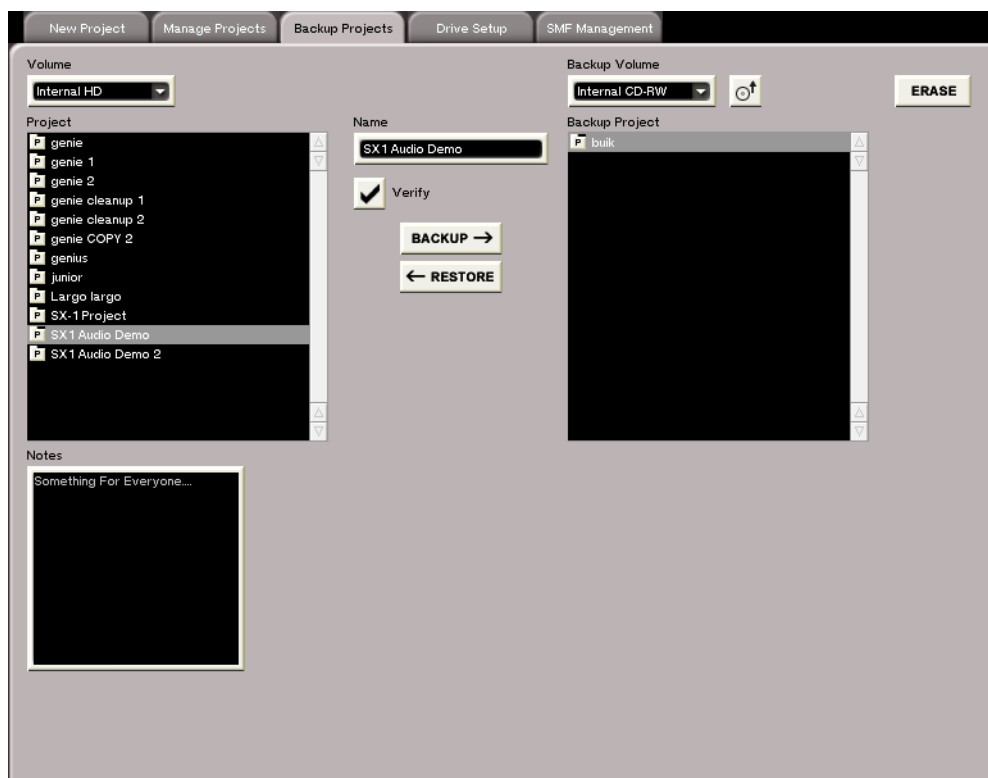 New Project
Manage Projects
Backup Projects
Drive Setup
SMF Management
Volume
Internal HD
Backup Volume
Internal CD-RW
ERASE
Project
P genie
P genie 1
P genie 2
P genie cleanup 1
P genie cleanup 2
P genie COPY 2
P genius
P junior
P Largo largo
P SX-1 Project
P SX1 Audio Demo
P SX1 Audio Demo 2
Name
SX1 Audio Demo
Verify
BACKUP →
← RESTORE
Backup Project
P buik
Notes
Something For Everyone....